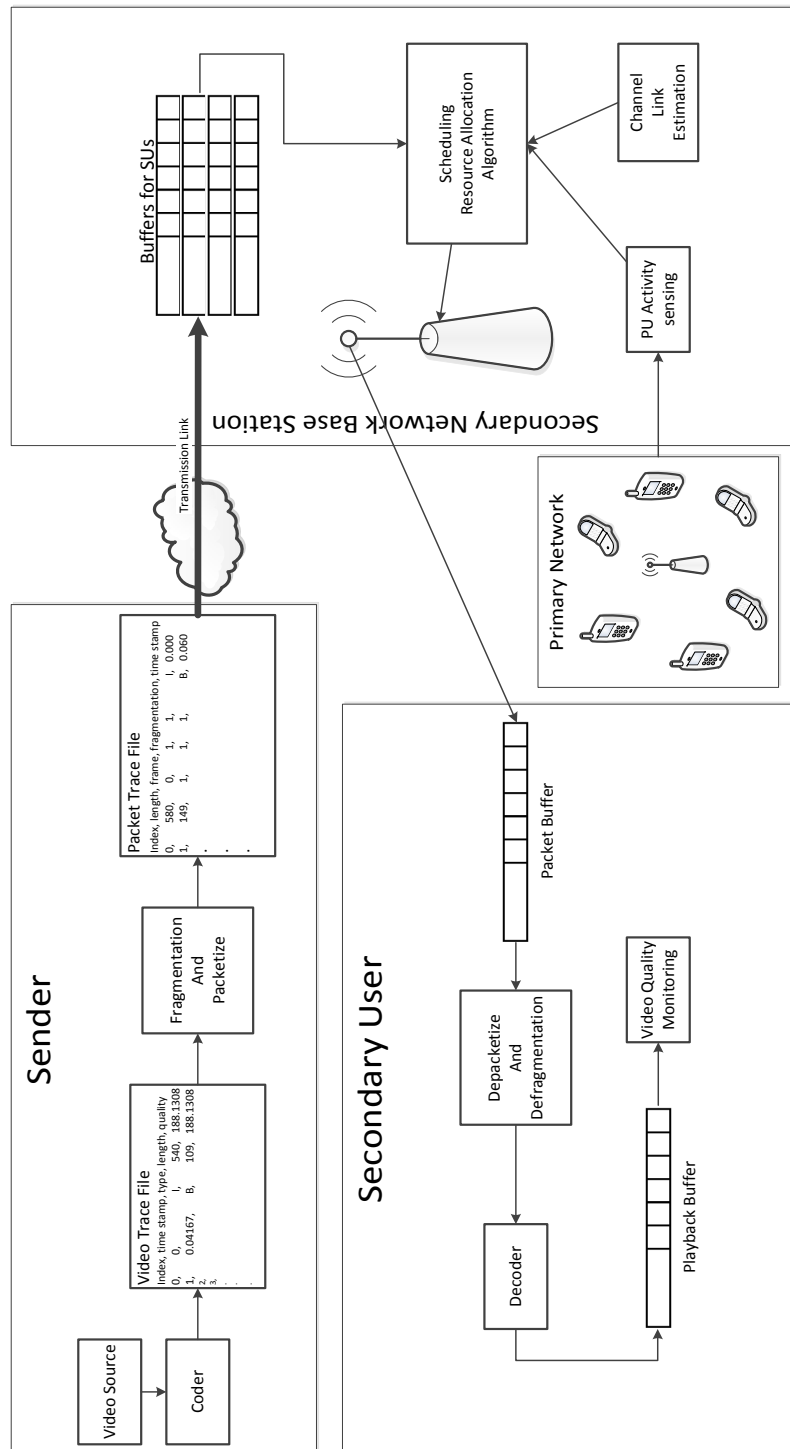 Sender
Video Source
Coder
Video Trace File
Index, time stamp, type, length, quality
0, 0, I, 540, 188.1308
1, 0.04167, B, 109, 188.1308
2,
3,
.
.
.
Fragmentation
And
Packetize
Packet Trace File
Index, length, frame, fragmentation, time stamp
0, 580, 0, 1, 1, I, 0.000
1, 149, 1, 1, 1, B, 0.060
.
.
.
Transmission Link
Secondary Network Base Station
Buffers for SUs
Scheduling
Resource Allocation
Algorithm
Channel
Link
Estimation
PU Activity
sensing
Primary Network
Secondary User
Packet Buffer
Depacketize
And
Defragmentation
Decoder
Playback Buffer
Video Quality
Monitoring